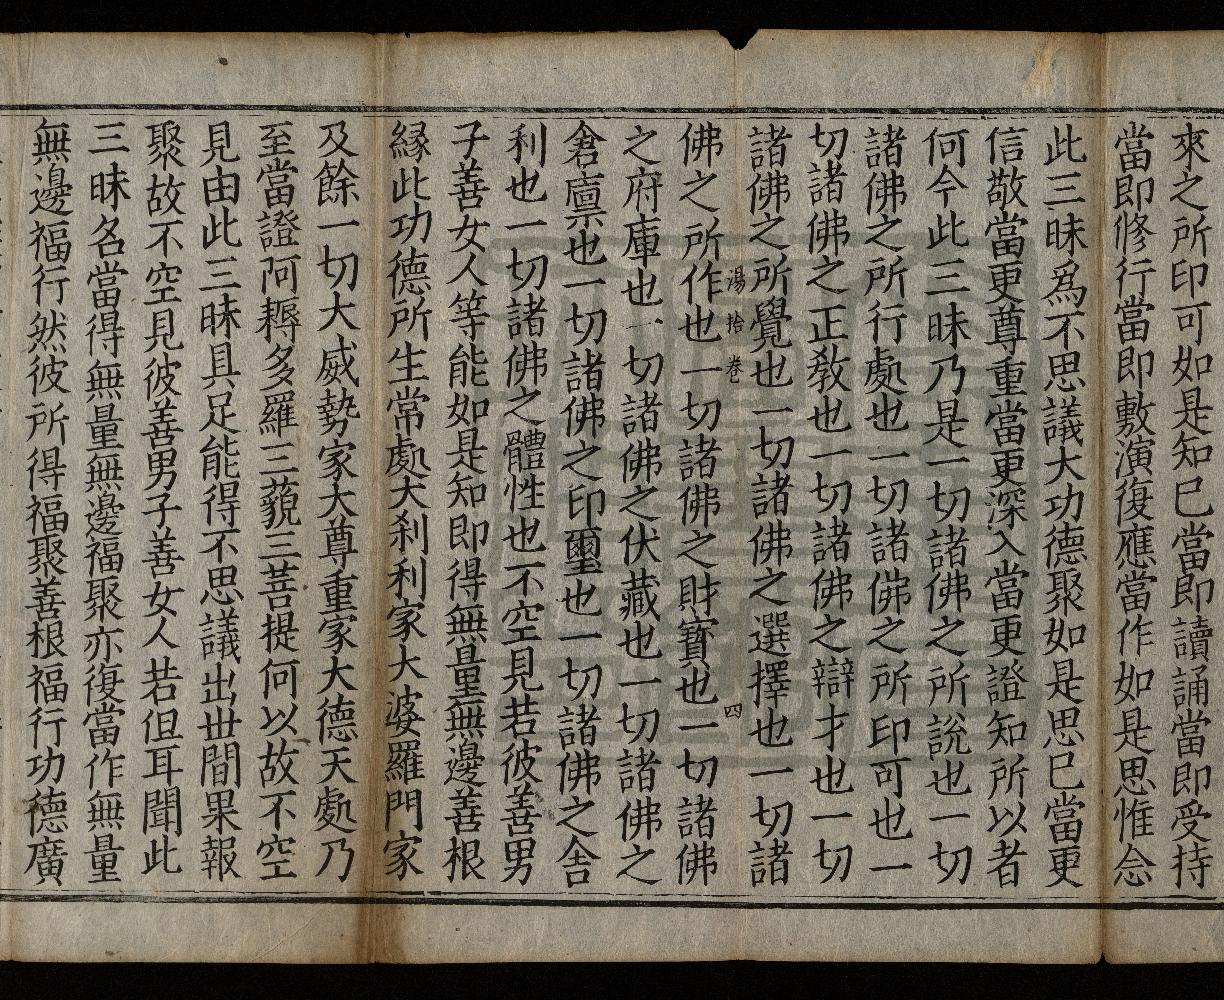 來之所印可如是知已當即讀誦當即受持
當即修行當即敷演復應當作如是思惟念
此三昧爲不思議大功德聚如是思已當更
信敬當更尊重當更深入當更證知所以者
何今此三昧乃是一切諸佛之所說也一切
諸佛之所行處也一切諸佛之所印可也一
切諸佛之正教也一切諸佛之辯才也一切
諸佛之所覺也一切諸佛之選擇也一切諸
湯 拾卷 四
佛之所作也一切諸佛之財寶也一切諸佛
之府庫也一切諸佛之伏藏也一切諸佛之
倉廪也一切諸佛之印璽也一切諸佛之舍
利也一切諸佛之體性也不空見若彼善男
子善女人等能如是知即得無量無邊善根
緣此功德所生常處大刹利家大婆羅門家
及餘一切大威勢家大尊重家大德天處乃
至當證阿耨多羅三藐三菩提何以故不空
見由此三昧具足能得不思議出世間果報
聚故不空見彼善男子善女人若但耳聞此
三昧名當得無量無邊福聚亦復當作無量
無邊福行然彼所得福聚善根福行功德廣